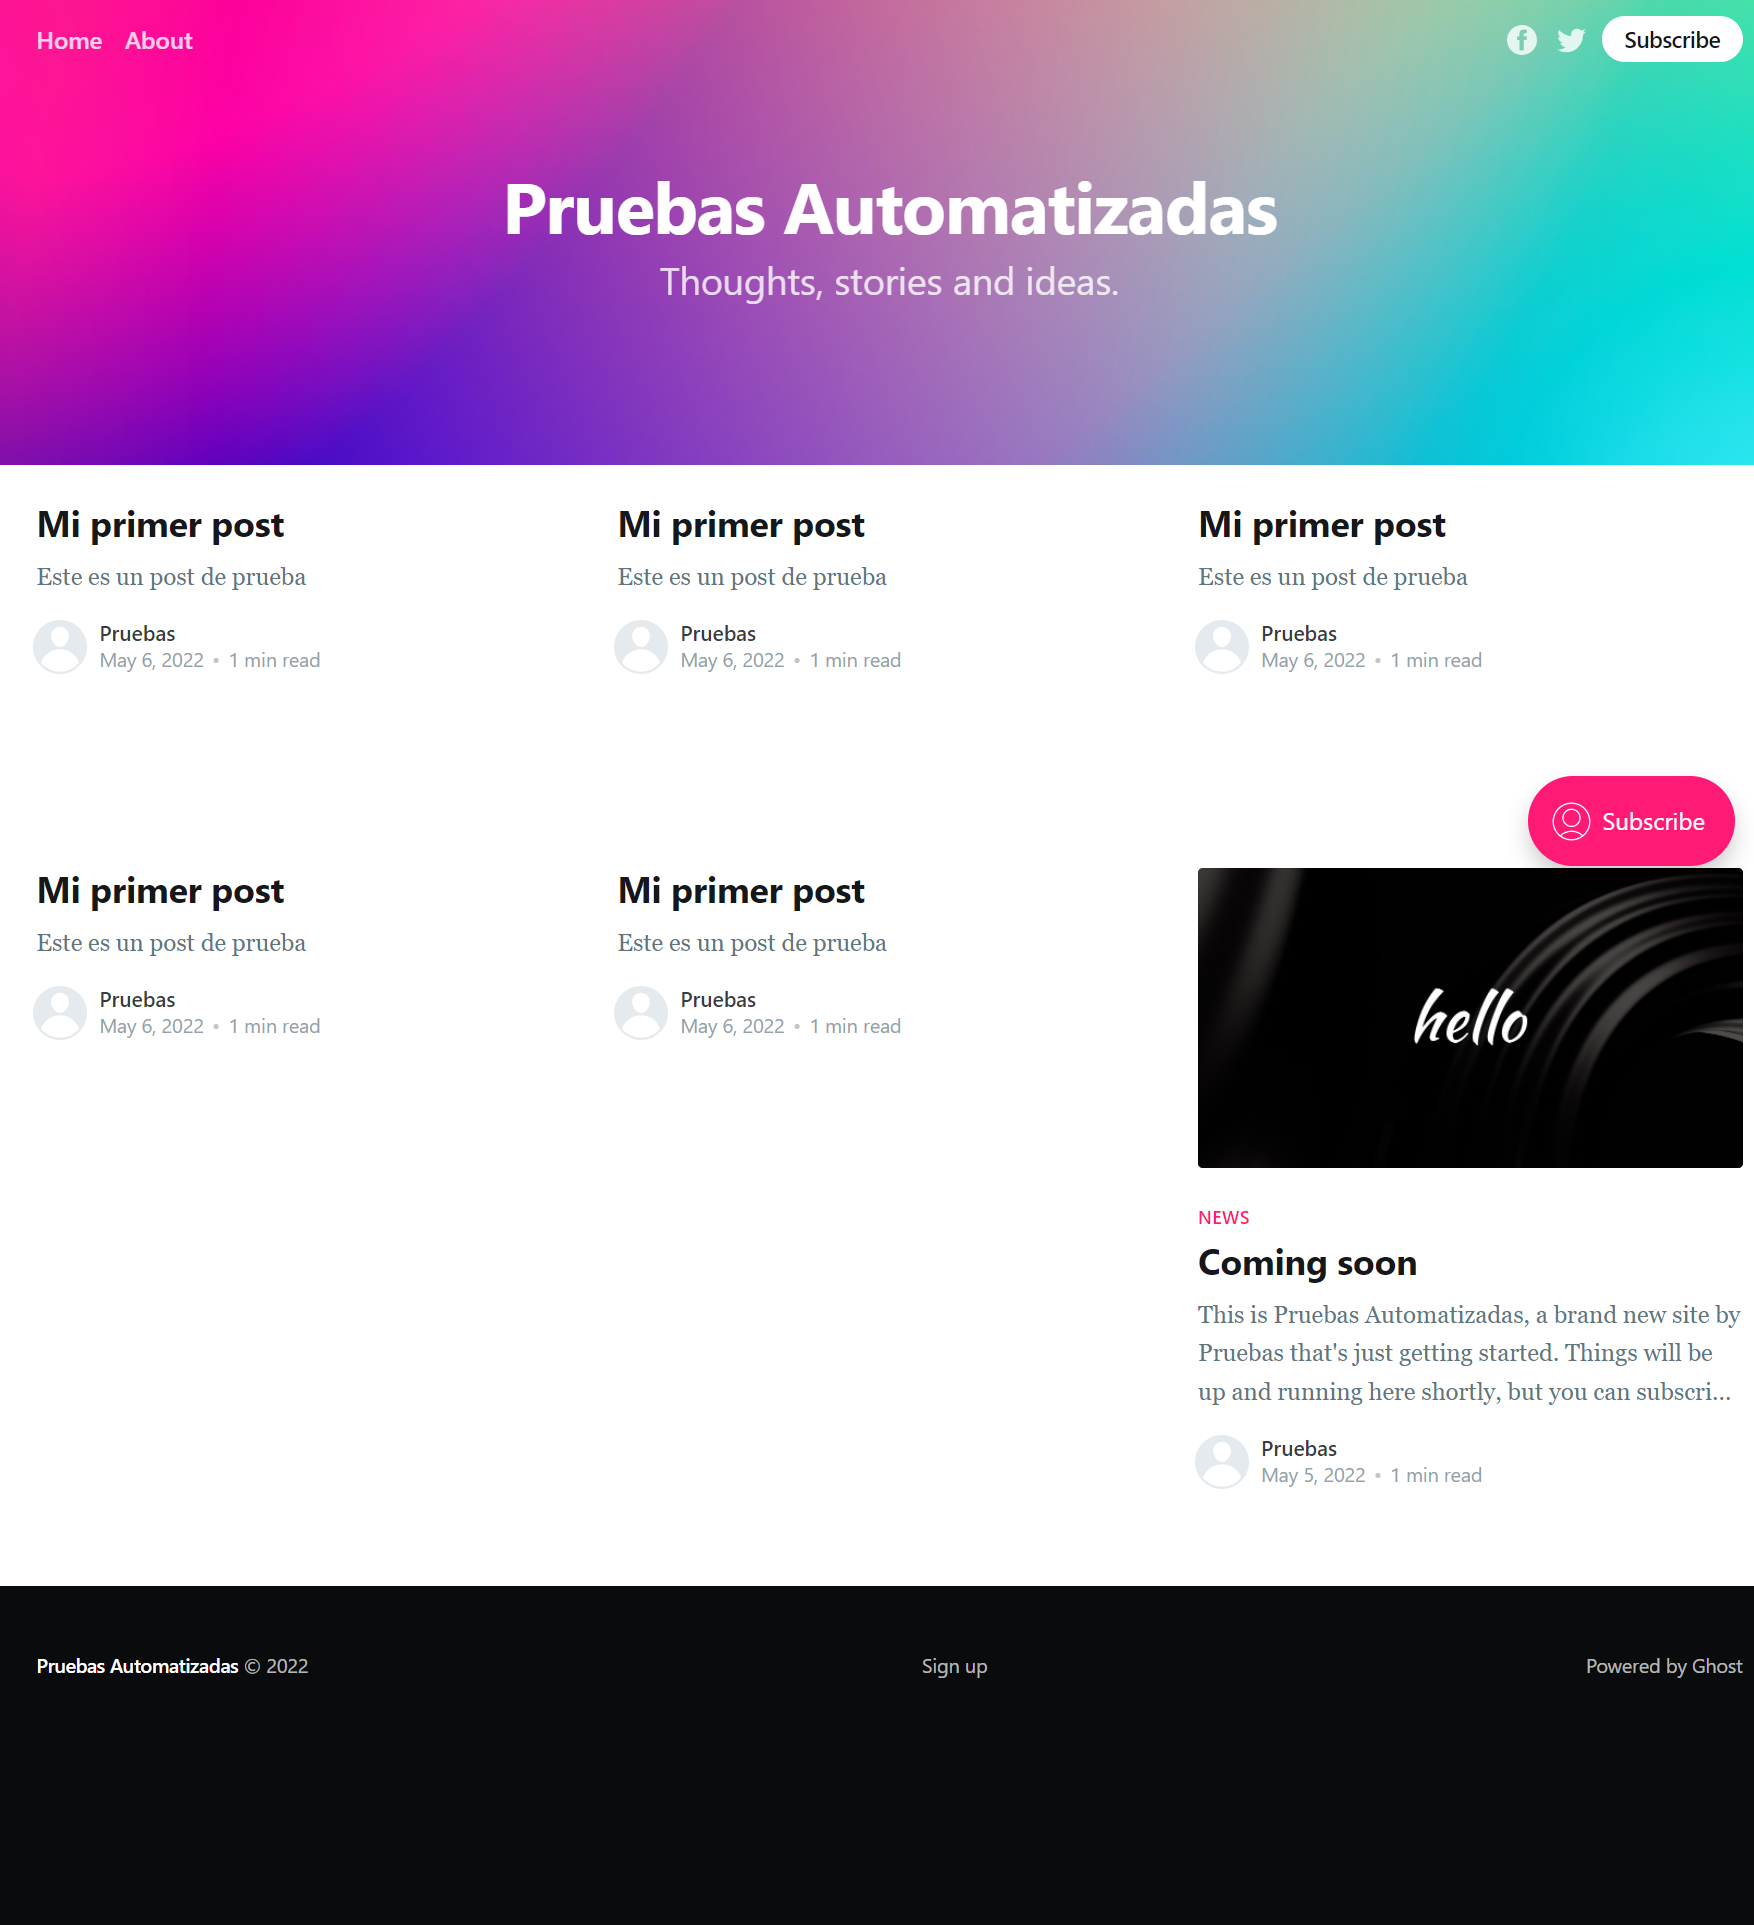 Home About
Subscribe
Pruebas Automatizadas
Thoughts, stories and ideas.
Mi primer post
Este es un post de prueba
Pruebas
May 6, 2022 • 1 min read
Mi primer post
Este es un post de prueba
Pruebas
May 6, 2022 • 1 min read
Mi primer post
Este es un post de prueba
Pruebas
May 6, 2022 • 1 min read
Subscribe
Mi primer post
Este es un post de prueba
Pruebas
May 6, 2022 • 1 min read
Mi primer post
Este es un post de prueba
Pruebas
May 6, 2022 • 1 min read
hello
NEWS
Coming soon
This is Pruebas Automatizadas, a brand new site by
Pruebas that's just getting started. Things will be
up and running here shortly, but you can subscri...
Pruebas
May 5, 2022 • 1 min read
Pruebas Automatizadas © 2022
Sign up
Powered by Ghost